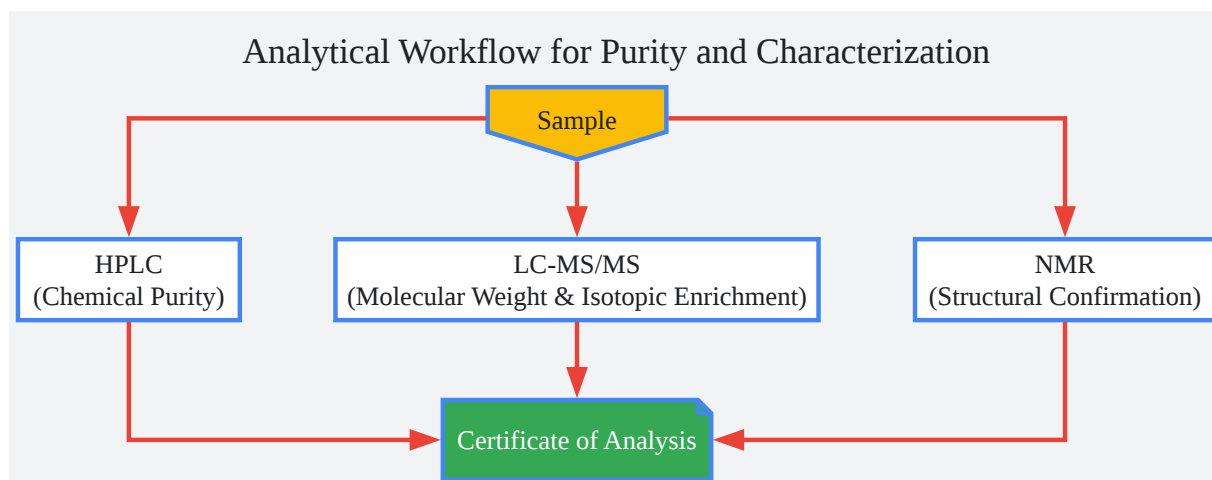 Analytical Workflow for Purity and Characterization
Sample
HPLC
(Chemical Purity)
LC-MS/MS
(Molecular Weight & Isotopic Enrichment)
NMR
(Structural Confirmation)
Certificate of Analysis